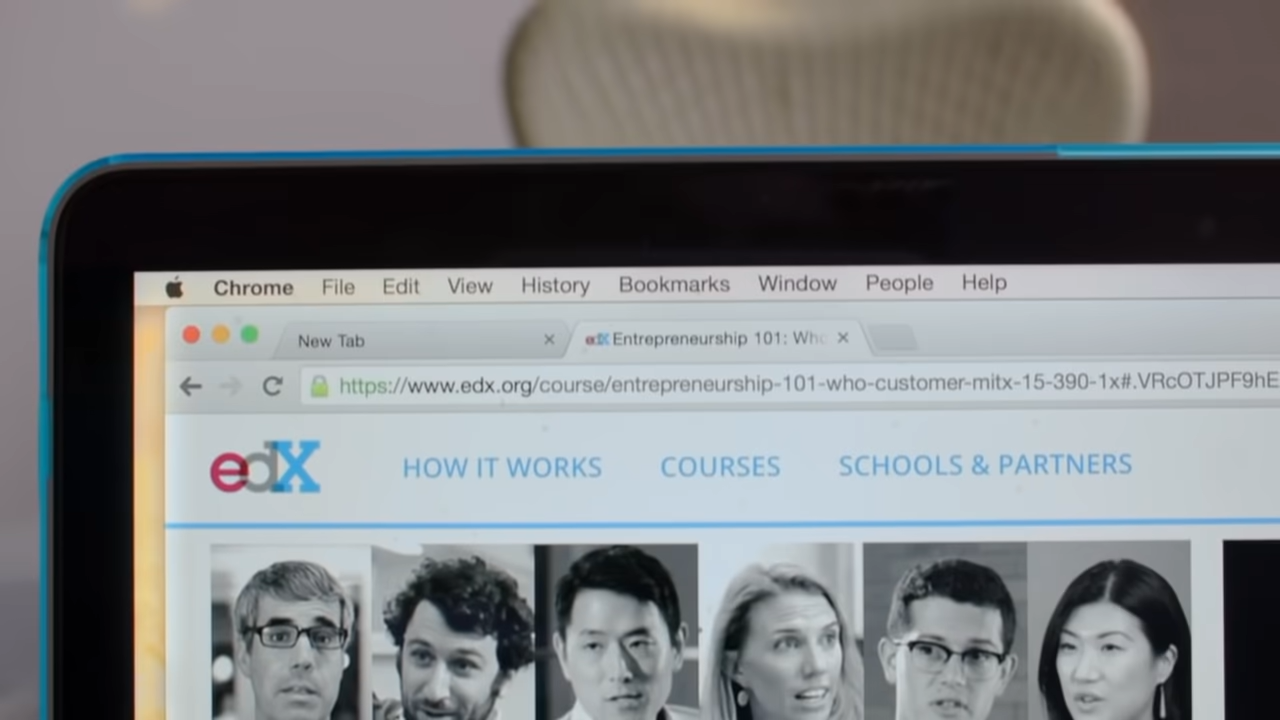 Chrome File Edit View History Bookmarks Window People Help
New Tab edX Entrepreneurship 101: Who
https://www.edx.org/course/entrepreneurship-101-who-customer-mitx-15-390-1x#.VRcOTJPF9hE
edX HOW IT WORKS COURSES SCHOOLS & PARTNERS